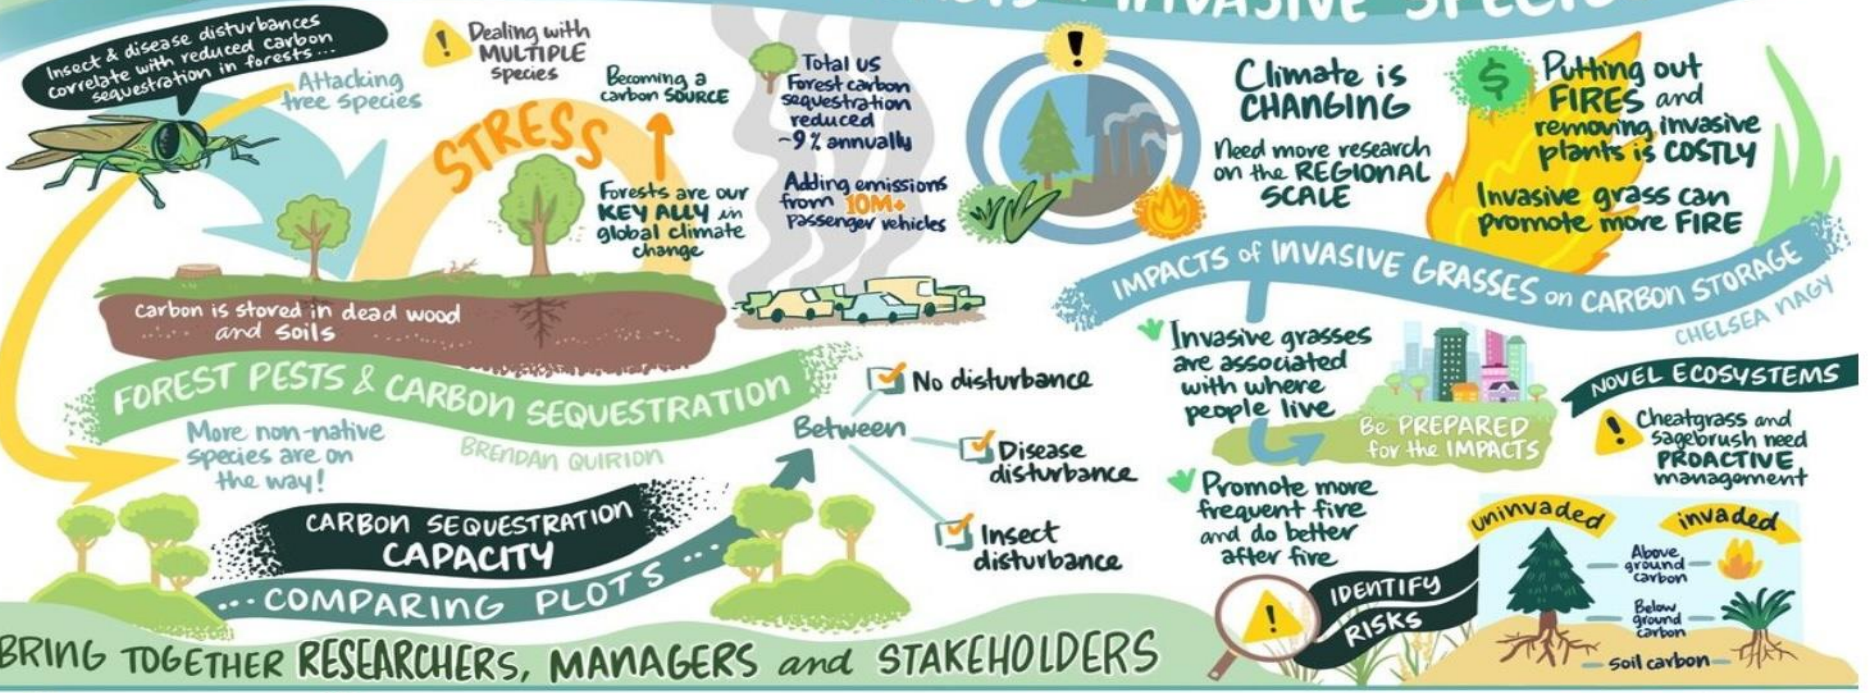 INVASIVE
Insect & disease disturbances
correlate with reduced carbon
sequestration in forests...
Attacking
tree species
! Dealing with
MULTIPLE
species
STRESS
Becoming a
carbon SOURCE
Forests are our
KEY ALLY in
global climate
change
Total US
Forest carbon
sequestration
reduced
~9% annually
Adding emissions
from 10M+
passenger vehicles
carbon is stored in dead wood
and soils
FOREST PESTS & CARBON SEQUESTRATION
BRENDAN QUIRION
More non-native
species are on
the way!
CARBON SEQUESTRATION
CAPACITY
...COMPARING PLOTS...
Between
No disturbance
Disease
disturbance
Insect
disturbance
!
Climate is
CHANGING
Need more research
on the REGIONAL
SCALE
$
Putting out
FIRES and
removing invasive
plants is COSTLY
Invasive grass can
promote more FIRE
IMPACTS of INVASIVE GRASSES on CARBON STORAGE
CHELSEA NAGY
Invasive grasses
are associated
with where
people live
Be PREPARED
for the IMPACTS
Promote more
frequent fire
and do better
after fire
NOVEL ECOSYSTEMS
! Cheatgrass and
sagebrush need
PROACTIVE
management
! IDENTIFY
RISKS
uninvaded
invaded
Above
ground
carbon
Below
ground
carbon
soil carbon
BRING TOGETHER RESEARCHERS, MANAGERS and STAKEHOLDERS